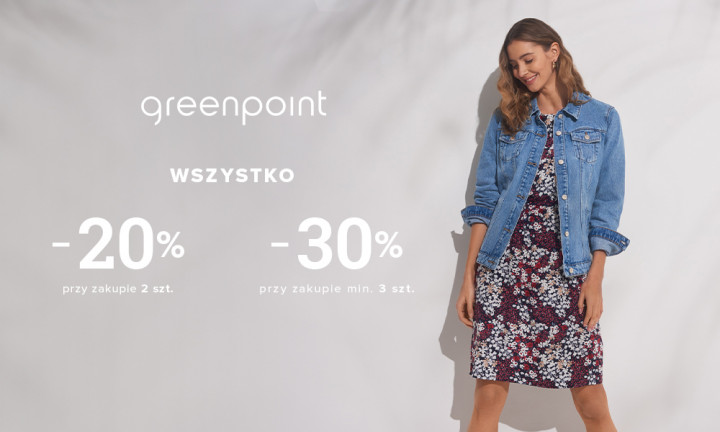 greenpoint
WSZYSTKO
-20% -30%
przy zakupie 2 szt. przy zakupie min. 3 szt.